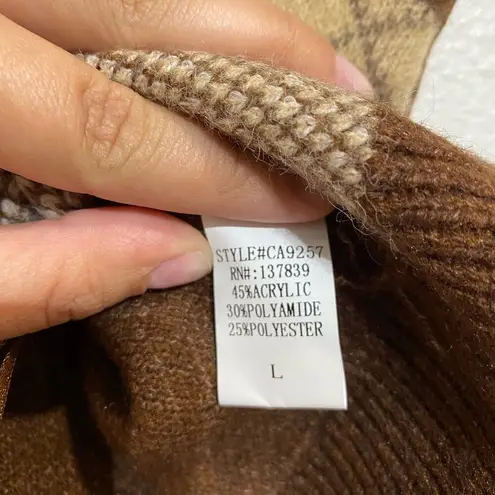 STYLE#CA9257
RN#:137839
45%ACRYLIC
30%POLYAMIDE
25%POLYESTER
L